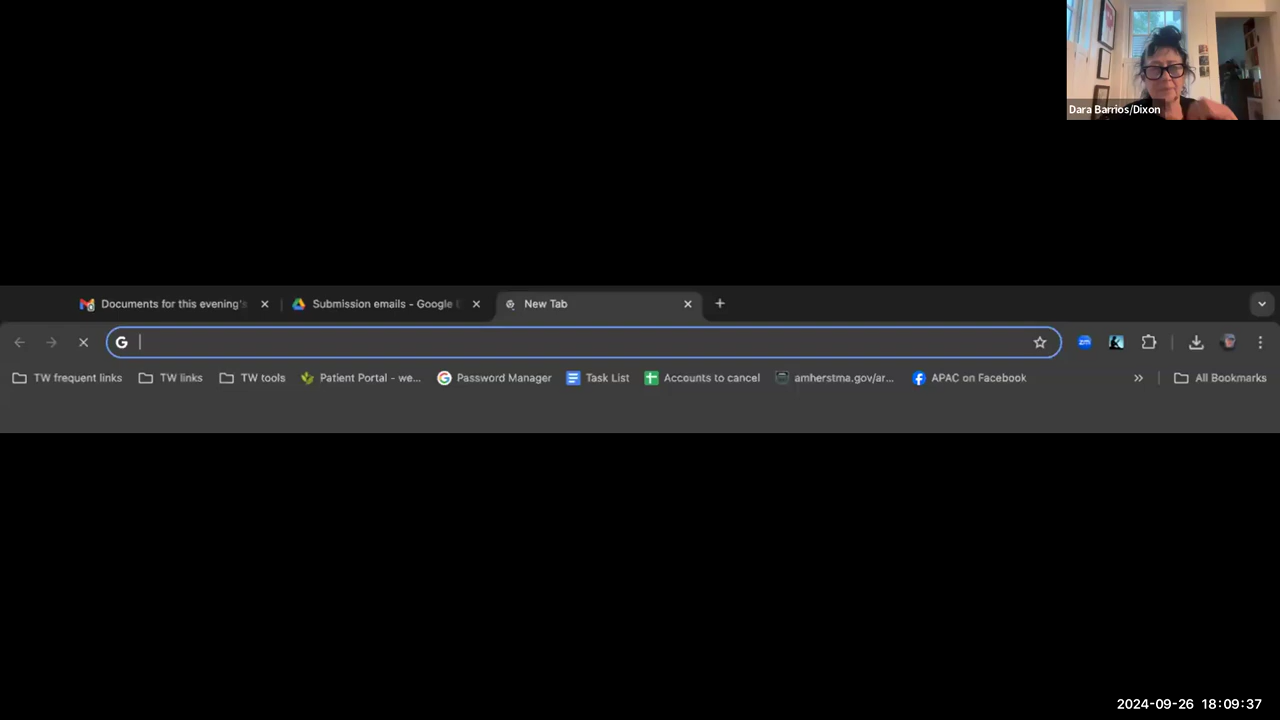 Dara Barrios/Dixon
Documents for this evening's
Submission emails - Google
New Tab
TW frequent links
TW links
TW tools
Patient Portal - we...
Password Manager
Task List
Accounts to cancel
amherstma.gov/ar...
APAC on Facebook
All Bookmarks
2024-09-26 18:09:37